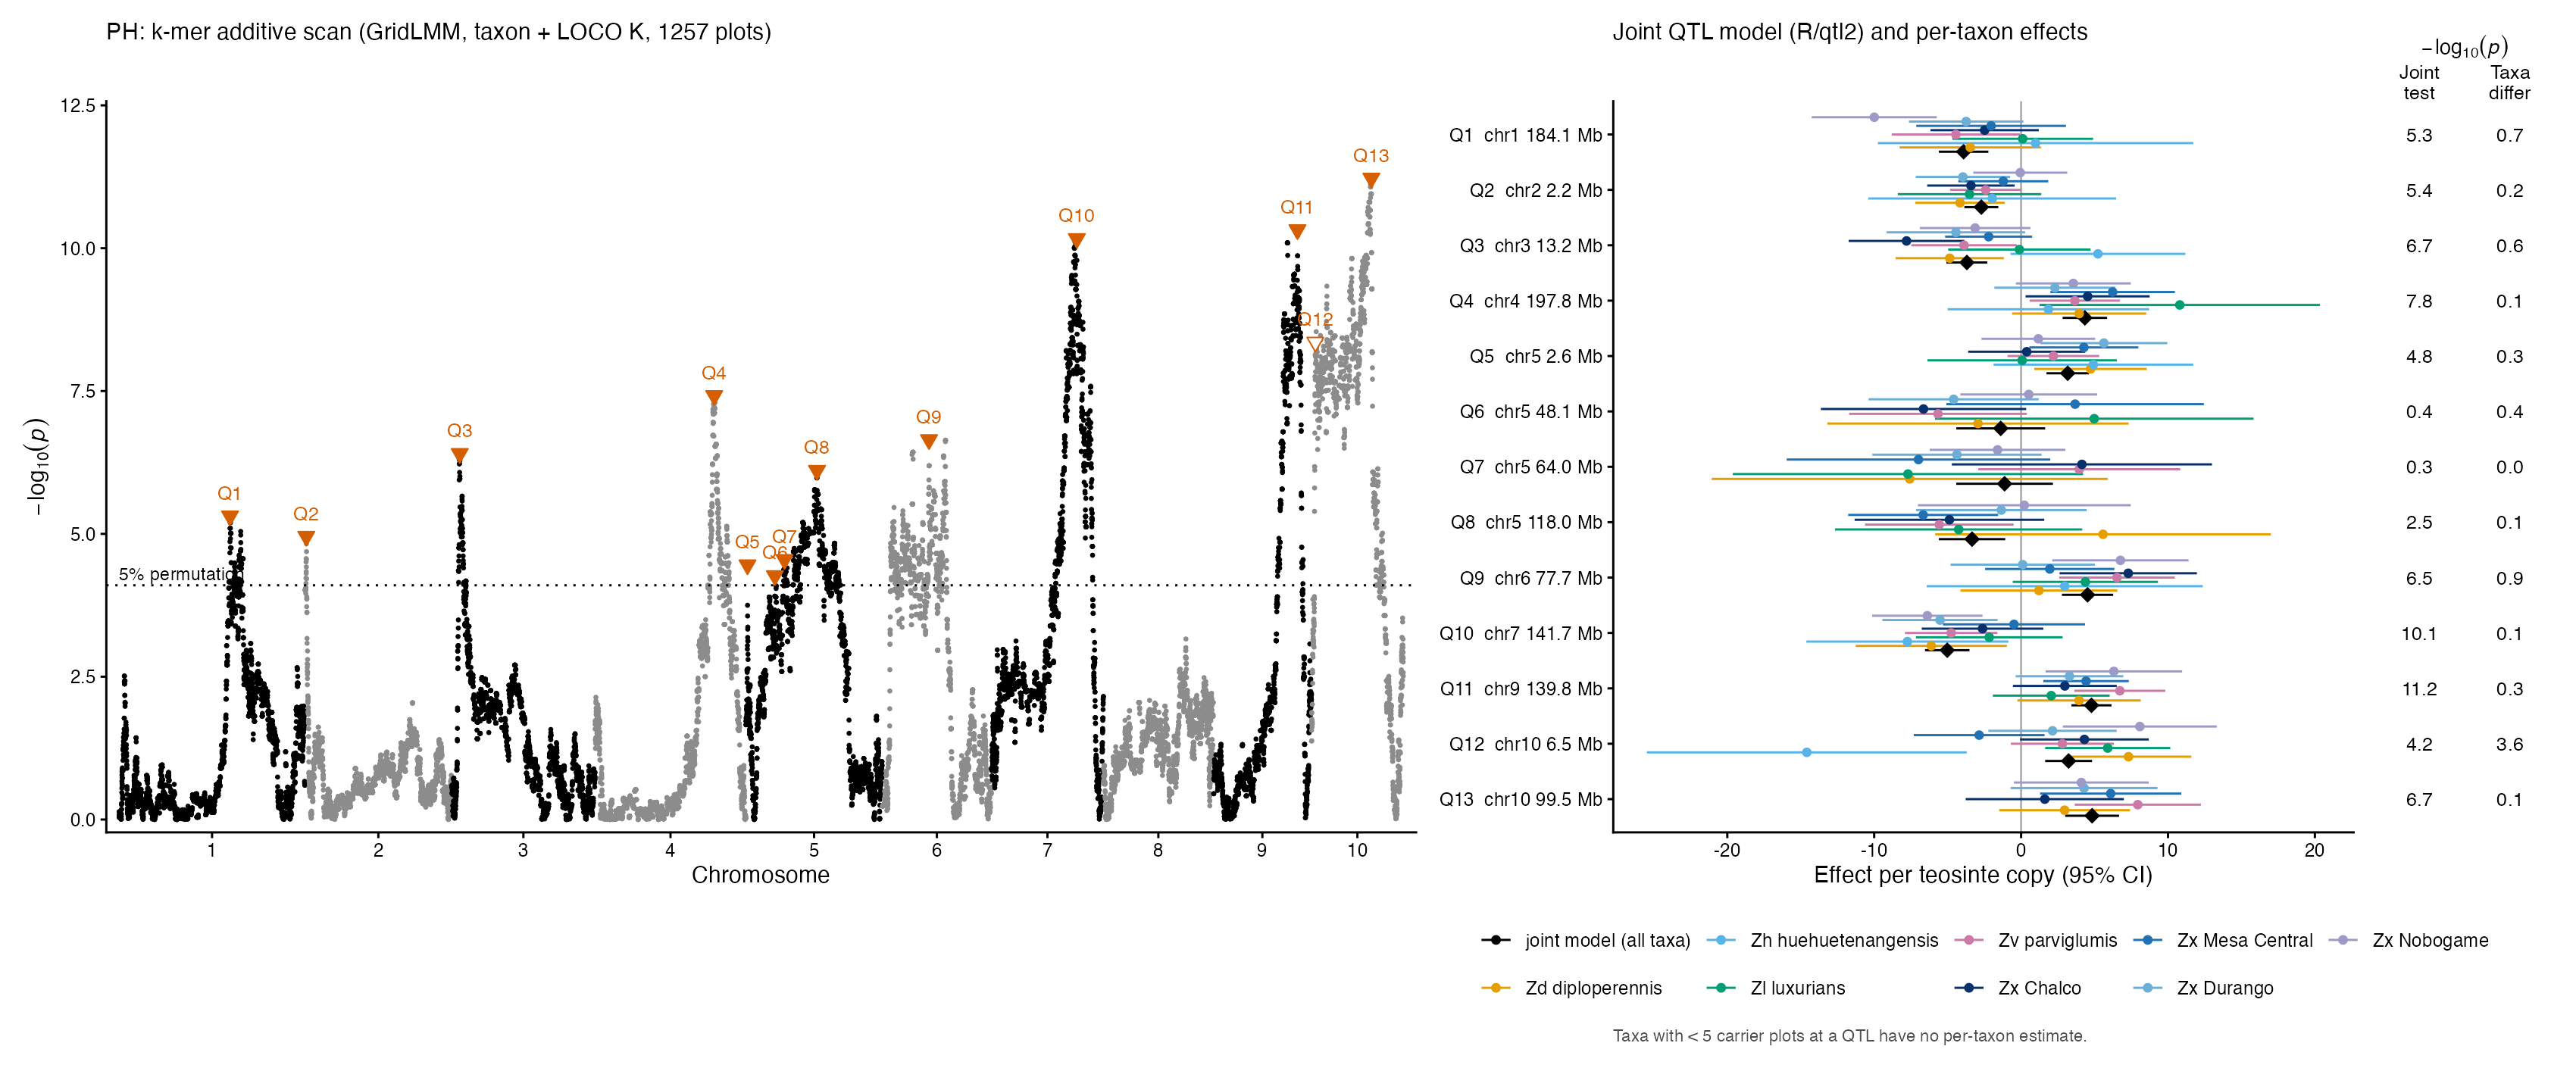 PH: k-mer additive scan (GridLMM, taxon + LOCO K, 1257 plots)
−log₁₀(p)
12.5
10.0
7.5
5.0
2.5
0.0
5% permutatio
Q1
Q2
Q3
Q4
Q5
Q6
Q7
Q8
Q9
Q10
Q11
Q12
Q13
1 2 3 4 5 6 7 8 9 10
Chromosome
Joint QTL model (R/qtl2) and per-taxon effects
−log₁₀(p)
Joint test
Taxa differ
Q1 chr1 184.1 Mb 5.3 0.7
Q2 chr2 2.2 Mb 5.4 0.2
Q3 chr3 13.2 Mb 6.7 0.6
Q4 chr4 197.8 Mb 7.8 0.1
Q5 chr5 2.6 Mb 4.8 0.3
Q6 chr5 48.1 Mb 0.4 0.4
Q7 chr5 64.0 Mb 0.3 0.0
Q8 chr5 118.0 Mb 2.5 0.1
Q9 chr6 77.7 Mb 6.5 0.9
Q10 chr7 141.7 Mb 10.1 0.1
Q11 chr9 139.8 Mb 11.2 0.3
Q12 chr10 6.5 Mb 4.2 3.6
Q13 chr10 99.5 Mb 6.7 0.1
-20 -10 0 10 20
Effect per teosinte copy (95% CI)
joint model (all taxa) Zh huehuetenangensis Zv parviglumis Zx Mesa Central Zx Nobogame
Zd diploperennis Zl luxurians Zx Chalco Zx Durango
Taxa with < 5 carrier plots at a QTL have no per-taxon estimate.